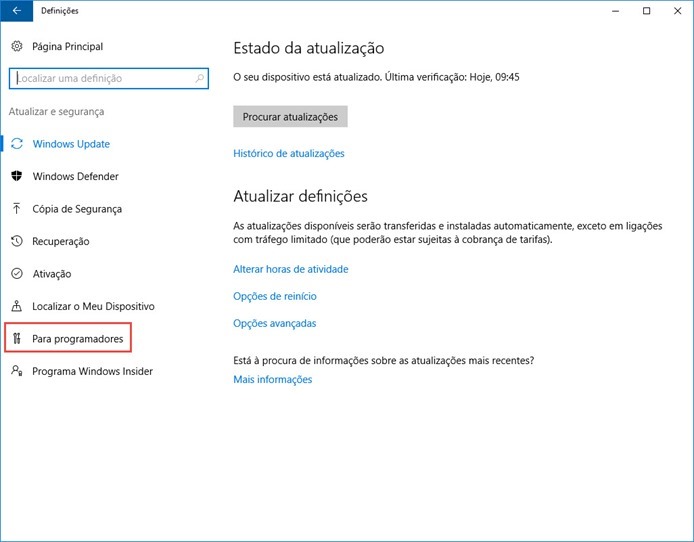 Definições
Página Principal
Localizar uma definição
Atualizar e segurança
Windows Update
Windows Defender
Cópia de Segurança
Recuperação
Ativação
Localizar o Meu Dispositivo
Para programadores
Programa Windows Insider
Estado da atualização
O seu dispositivo está atualizado. Última verificação: Hoje, 09:45
Procurar atualizações
Histórico de atualizações
Atualizar definições
As atualizações disponíveis serão transferidas e instaladas automaticamente, exceto em ligações
com tráfego limitado (que poderão estar sujeitas à cobrança de tarifas).
Alterar horas de atividade
Opções de reinício
Opções avançadas
Está à procura de informações sobre as atualizações mais recentes?
Mais informações